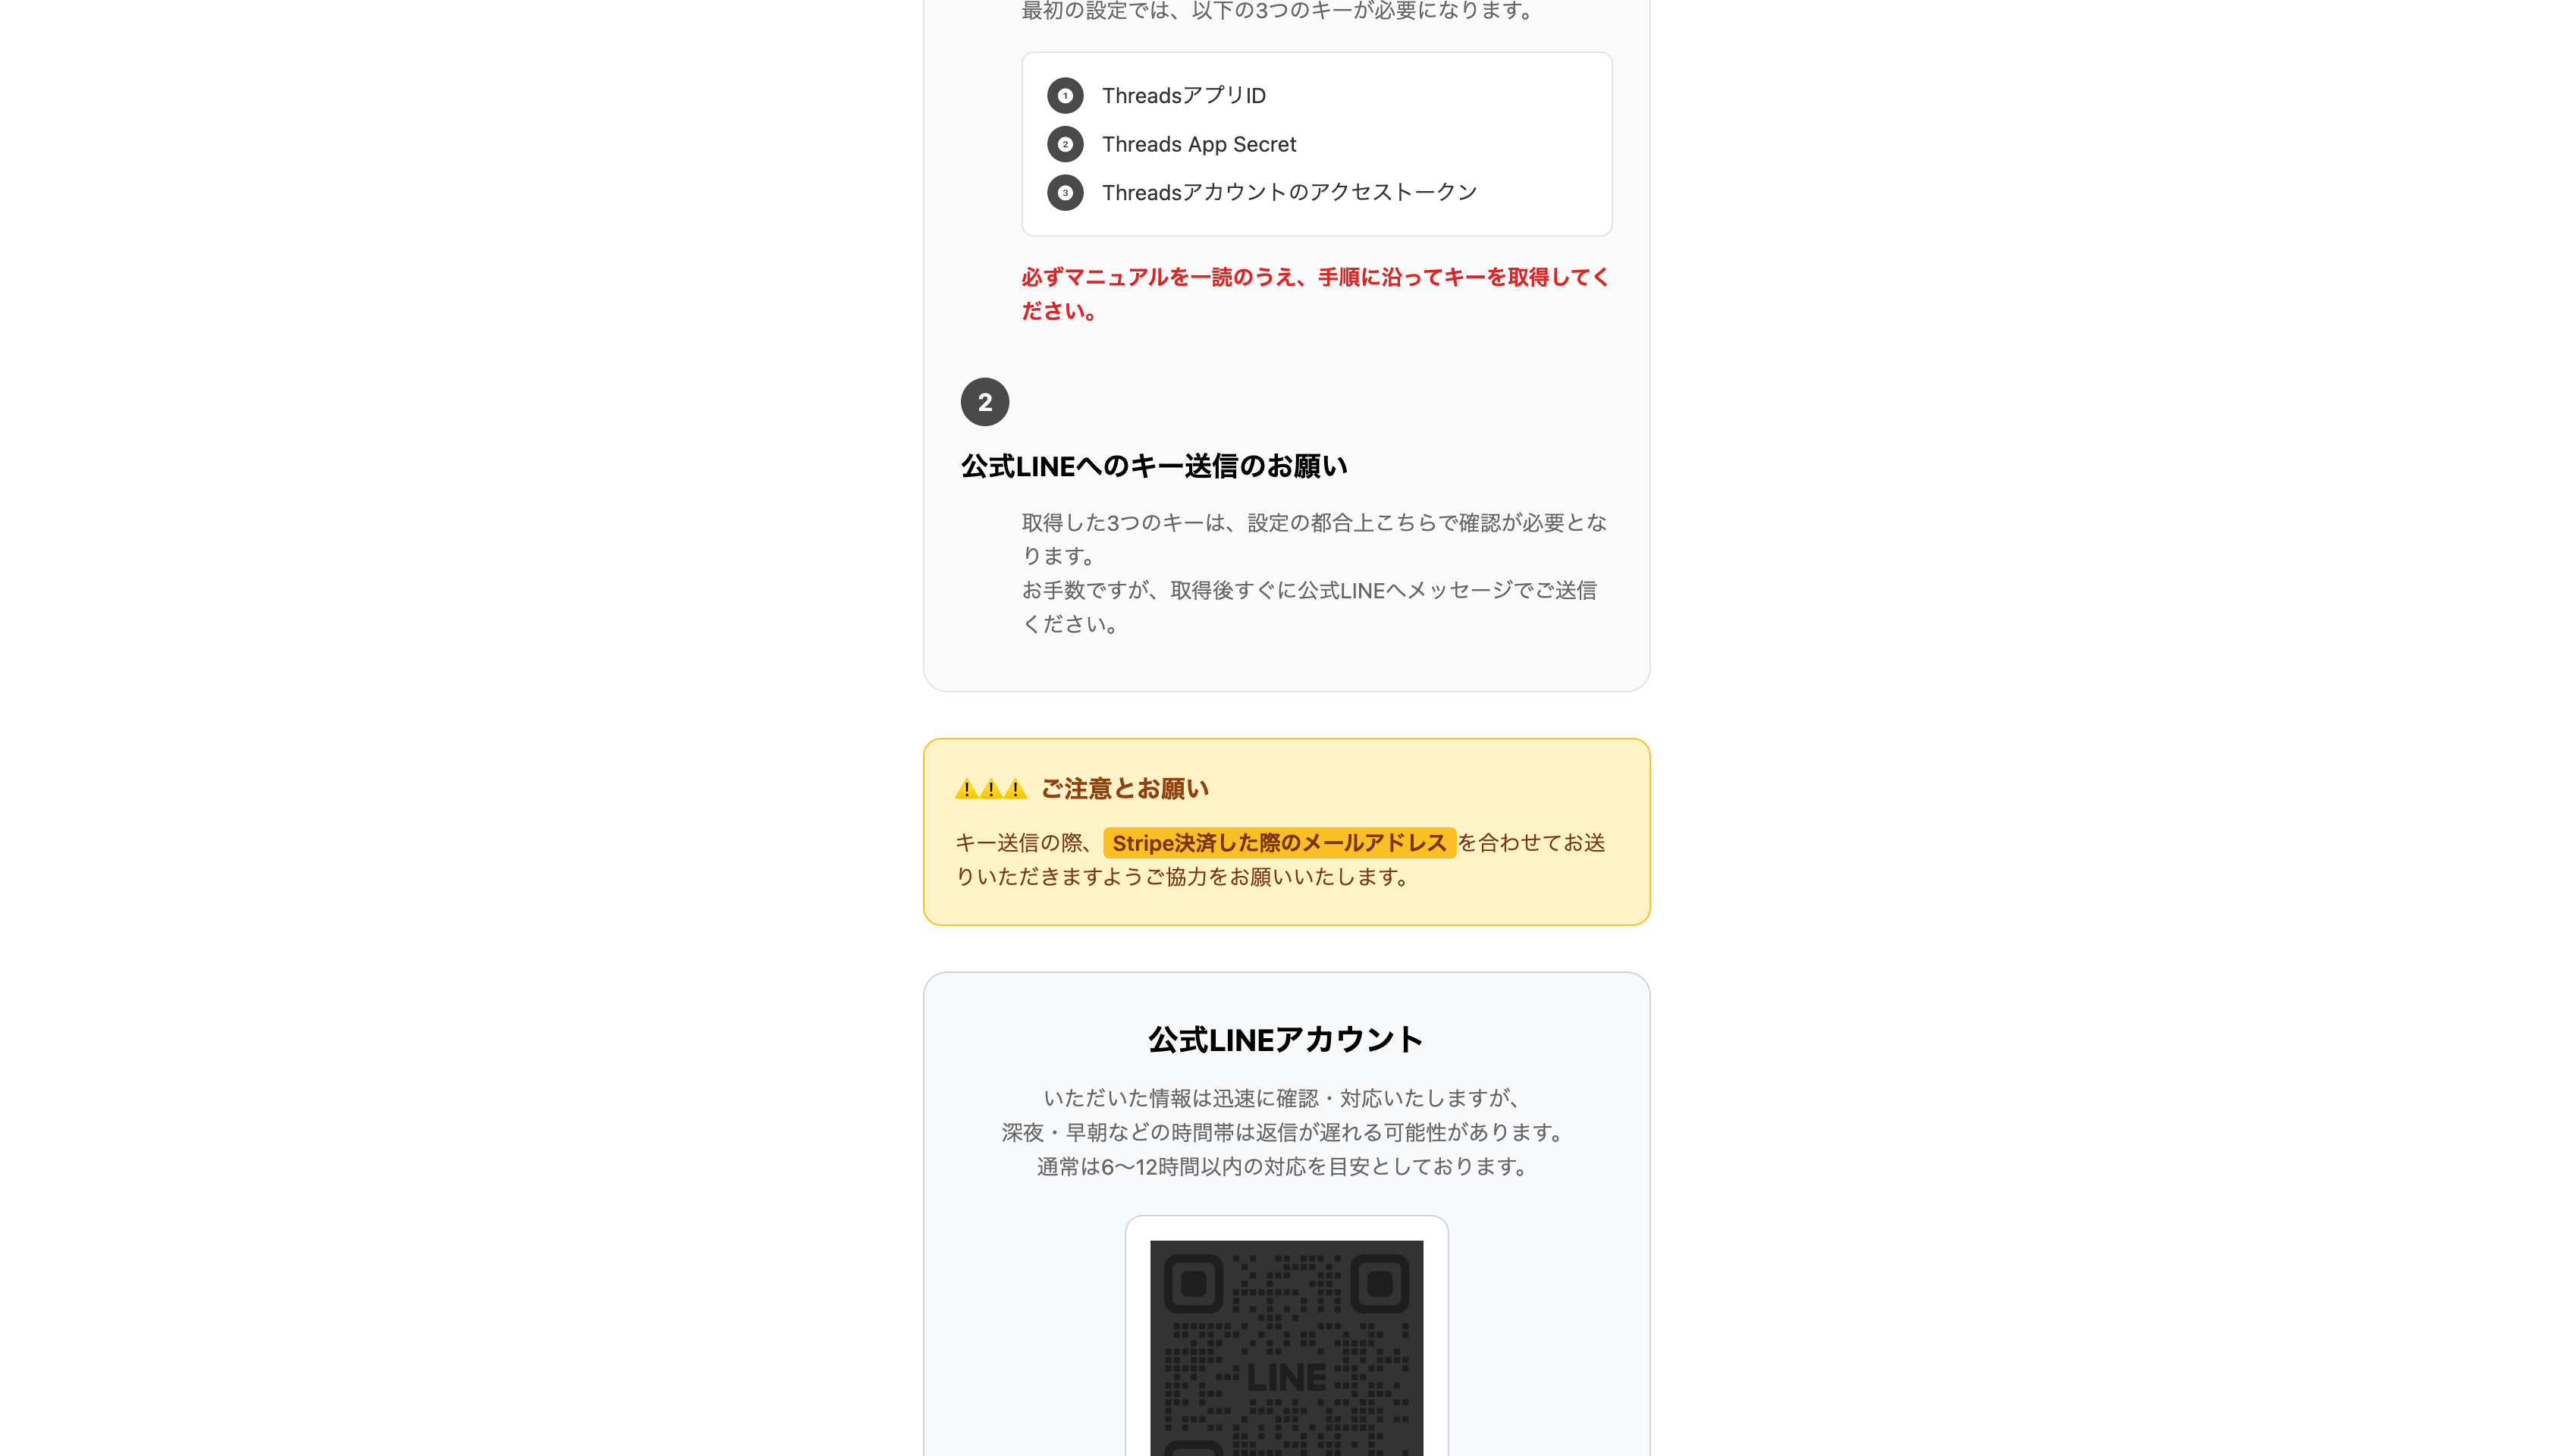 最初の設定では、以下の3つのキーが必要になります。
1 ThreadsアプリID
2 Threads App Secret
3 Threadsアカウントのアクセストークン
必ずマニュアルを一読のうえ、手順に沿ってキーを取得してく
ださい。
2
公式LINEへのキー送信のお願い
取得した3つのキーは、設定の都合上こちらで確認が必要とな
ります。
お手数ですが、取得後すぐに公式LINEへメッセージでご送信
ください。
⚠️⚠️⚠️ ご注意とお願い
キー送信の際、Stripe決済した際のメールアドレスを合わせてお送
りいただきますようご協力をお願いいたします。
公式LINEアカウント
いただいた情報は迅速に確認・対応いたしますが、
深夜・早朝などの時間帯は返信が遅れる可能性があります。
通常は6〜12時間以内の対応を目安としております。
LINE